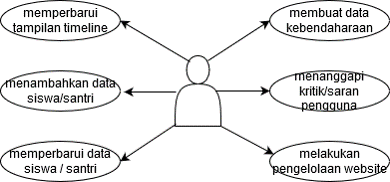 memperbarui
tampilan timeline
membuat data
kebendaharaan
menambahkan data
siswa/santri
menanggapi
kritik/saran
pengguna
memperbarui data
siswa / santri
melakukan
pengelolaan website